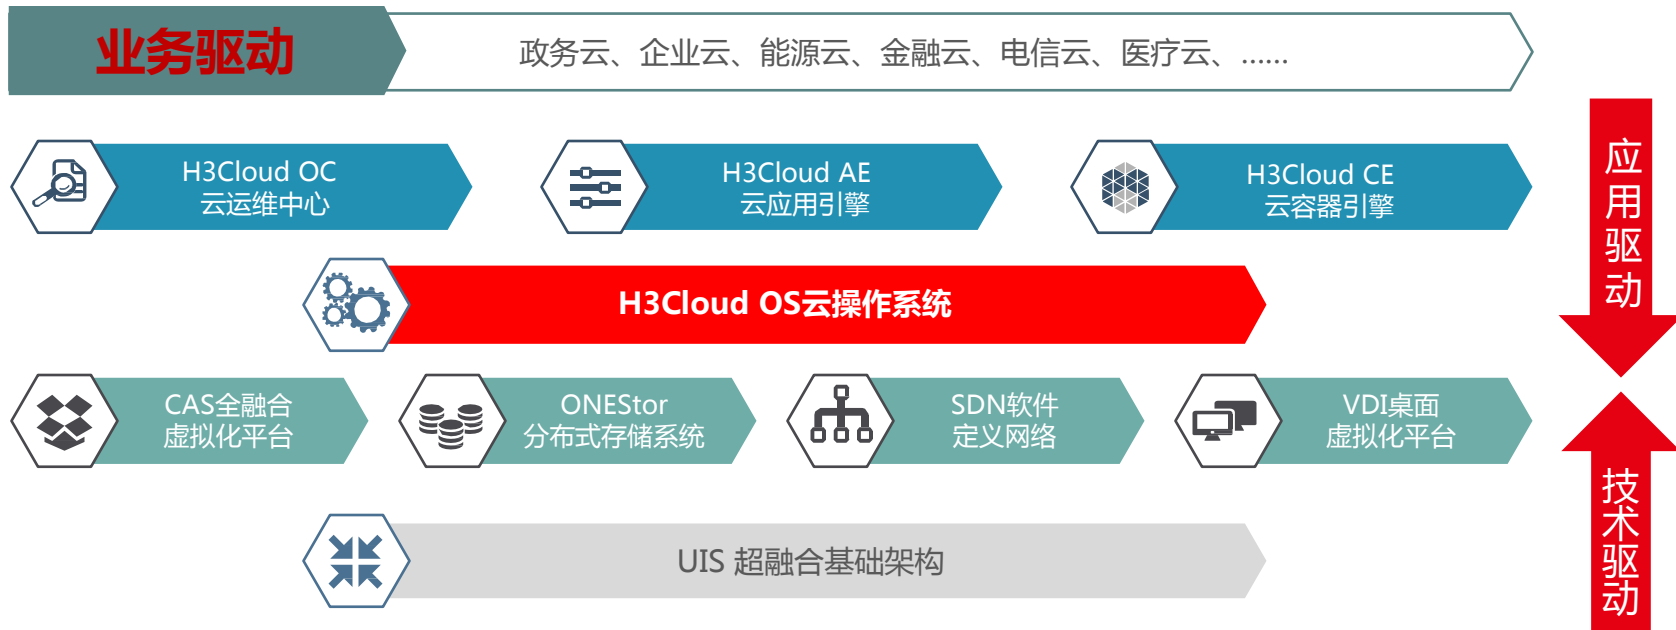 业务驱动
政务云、企业云、能源云、金融云、电信云、医疗云、……
H3Cloud OC
云运维中心
H3Cloud AE
云应用引擎
H3Cloud CE
云容器引擎
应用驱动
H3Cloud OS云操作系统
CAS全融合
虚拟化平台
ONEStor
分布式存储系统
SDN软件
定义网络
VDI桌面
虚拟化平台
技术驱动
UIS 超融合基础架构